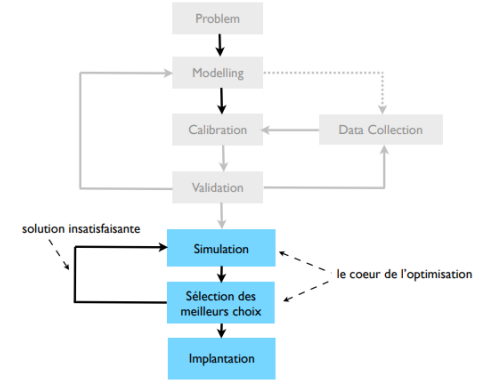 Problem
Modelling
Calibration
Data Collection
Validation
solution insatisfaisante
Simulation
le coeur de l'optimisation
Sélection des
meilleurs choix
Implantation